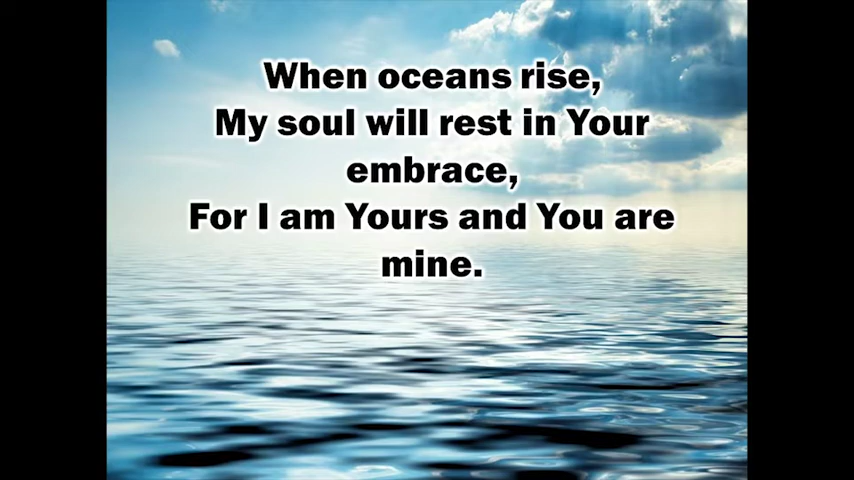 When oceans rise,
My soul will rest in Your
embrace,
For I am Yours and You are
mine.